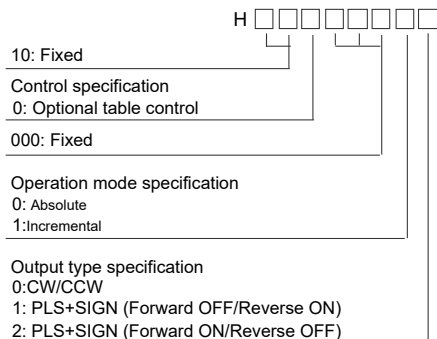 H
10: Fixed
Control specification
0: Optional table control
000: Fixed
Operation mode specification
0: Absolute
1:Incremental
Output type specification
0:CW/CCW
1: PLS+SIGN (Forward OFF/Reverse ON)
2: PLS+SIGN (Forward ON/Reverse OFF)